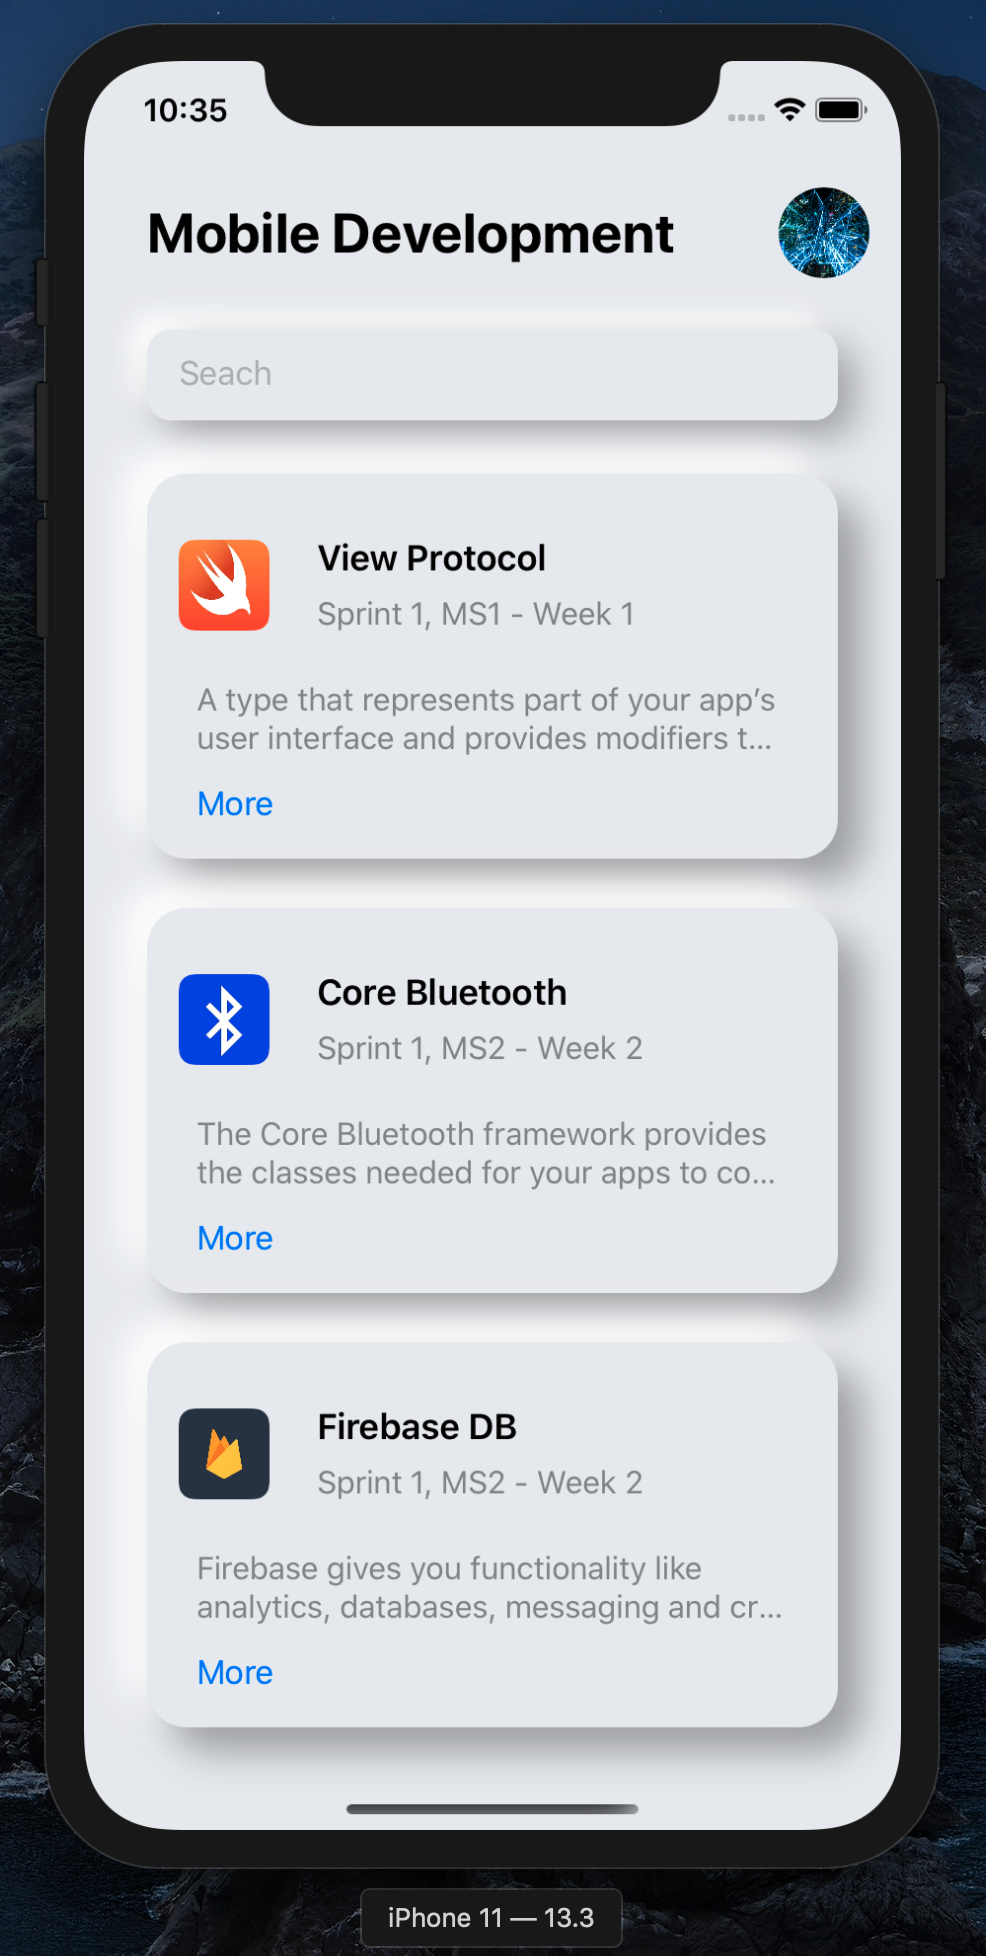 10:35
Mobile Development
Seach
View Protocol
Sprint 1, MS1 - Week 1
A type that represents part of your app’s
user interface and provides modifiers t...
More
Core Bluetooth
Sprint 1, MS2 - Week 2
The Core Bluetooth framework provides
the classes needed for your apps to co...
More
Firebase DB
Sprint 1, MS2 - Week 2
Firebase gives you functionality like
analytics, databases, messaging and cr...
More
iPhone 11 — 13.3